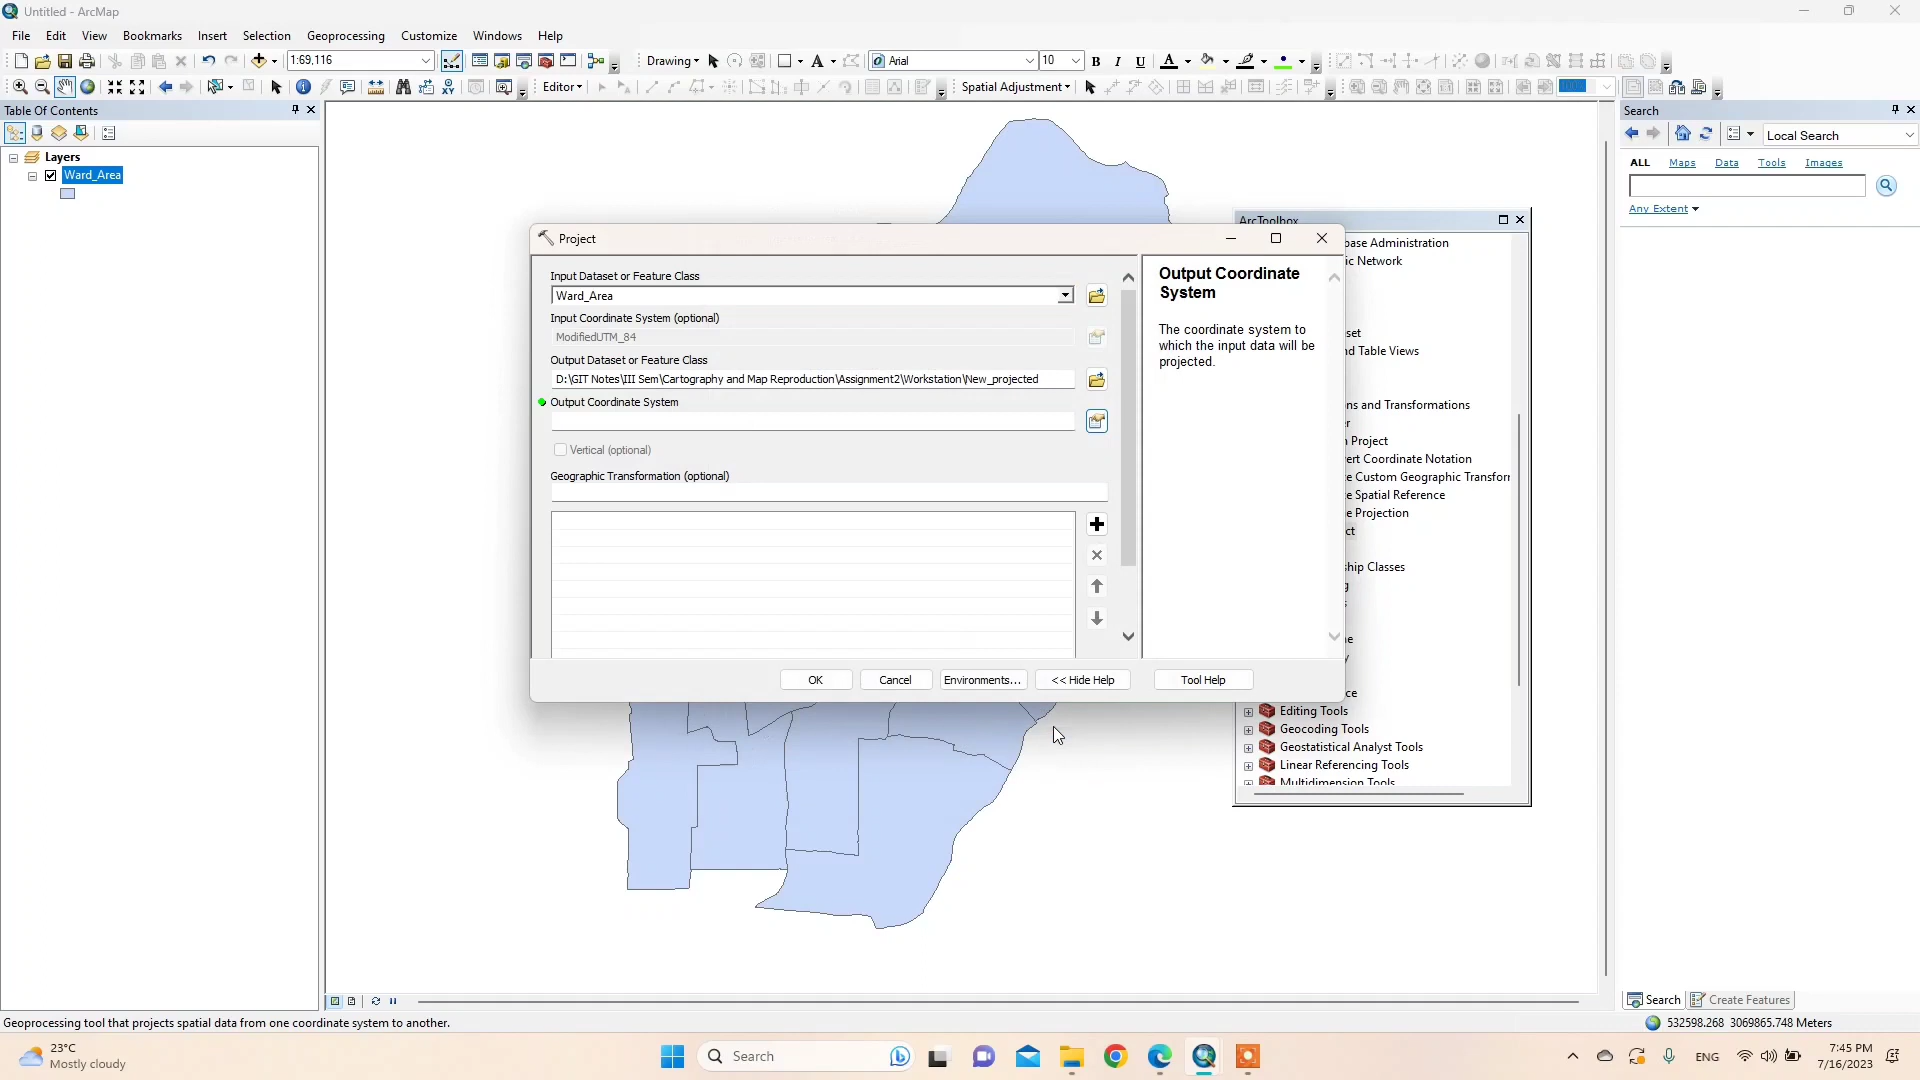 Untitled - ArcMap
File Edit View Bookmarks Insert Selection Geoprocessing Customize Windows Help
1:69,116 Drawing Arial 10 B I U A
Editor Spatial Adjustment
Table Of Contents
Layers
Ward_Area
Project
Input Dataset or Feature Class
Ward_Area
Input Coordinate System (optional)
ModifiedUTM_84
Output Dataset or Feature Class
D:\GIT Notes\III Sem\Cartography and Map Reproduction\Assignment2\Workstation\New_projected
Output Coordinate System
Vertical (optional)
Geographic Transformation (optional)
OK Cancel Environments... << Hide Help Tool Help
Output Coordinate
System
The coordinate system to
which the input data will be
projected.
ArcToolbox
base Administration
ic Network
set
nd Table Views
ns and Transformations
r
n Project
ert Coordinate Notation
e Custom Geographic Transfor
e Spatial Reference
e Projection
ct
ship Classes
g
s
ne
y
ce
Editing Tools
Geocoding Tools
Geostatistical Analyst Tools
Linear Referencing Tools
Multidimension Tools
Search
Local Search
ALL Maps Data Tools Images
Any Extent
Search Create Features
Geoprocessing tool that projects spatial data from one coordinate system to another.
532598.268 3069865.748 Meters
23°C
Mostly cloudy
Search
ENG
7:45 PM
7/16/2023